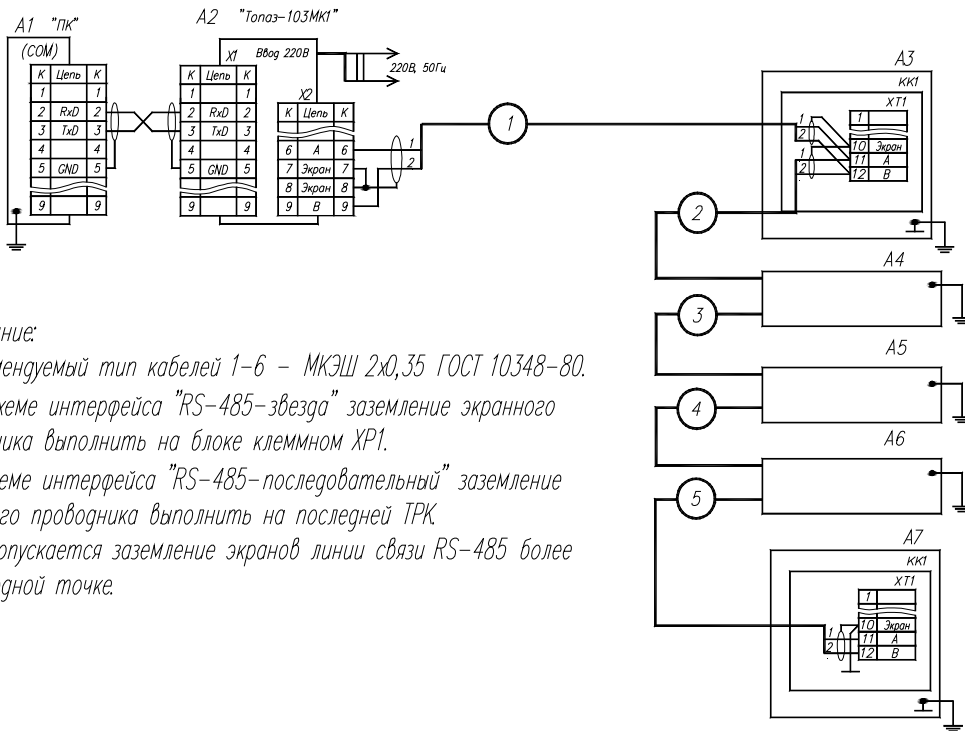 A1 "ПК"
(COM)
К Цепь К
1 1
2 RxD 2
3 TxD 3
4 4
5 GND 5
9 9
A2 "Топаз-103МК1"
X1 Ввод 220В
220В, 50Гц
К Цепь К
1 1
2 RxD 2
3 TxD 3
4 4
5 GND 5
9 9
X2
К Цепь К
6 А 6
7 Экран 7
8 Экран 8
9 В 9
1
2
1
A3
КК1
XT1
1
10 Экран
11 А
12 В
1
2
1
2
2
A4
3
A5
4
A6
5
A7
КК1
XT1
1
10 Экран
11 А
12 В
1
2
ние:
мендуемый тип кабелей 1-6 - МКЭШ 2х0,35 ГОСТ 10348-80.
хеме интерфейса "RS-485-звезда" заземление экранного
ника выполнить на блоке клеммном ХР1.
еме интерфейса "RS-485-последовательный" заземление
го проводника выполнить на последней ТРК.
опускается заземление экранов линии связи RS-485 более
одной точке.